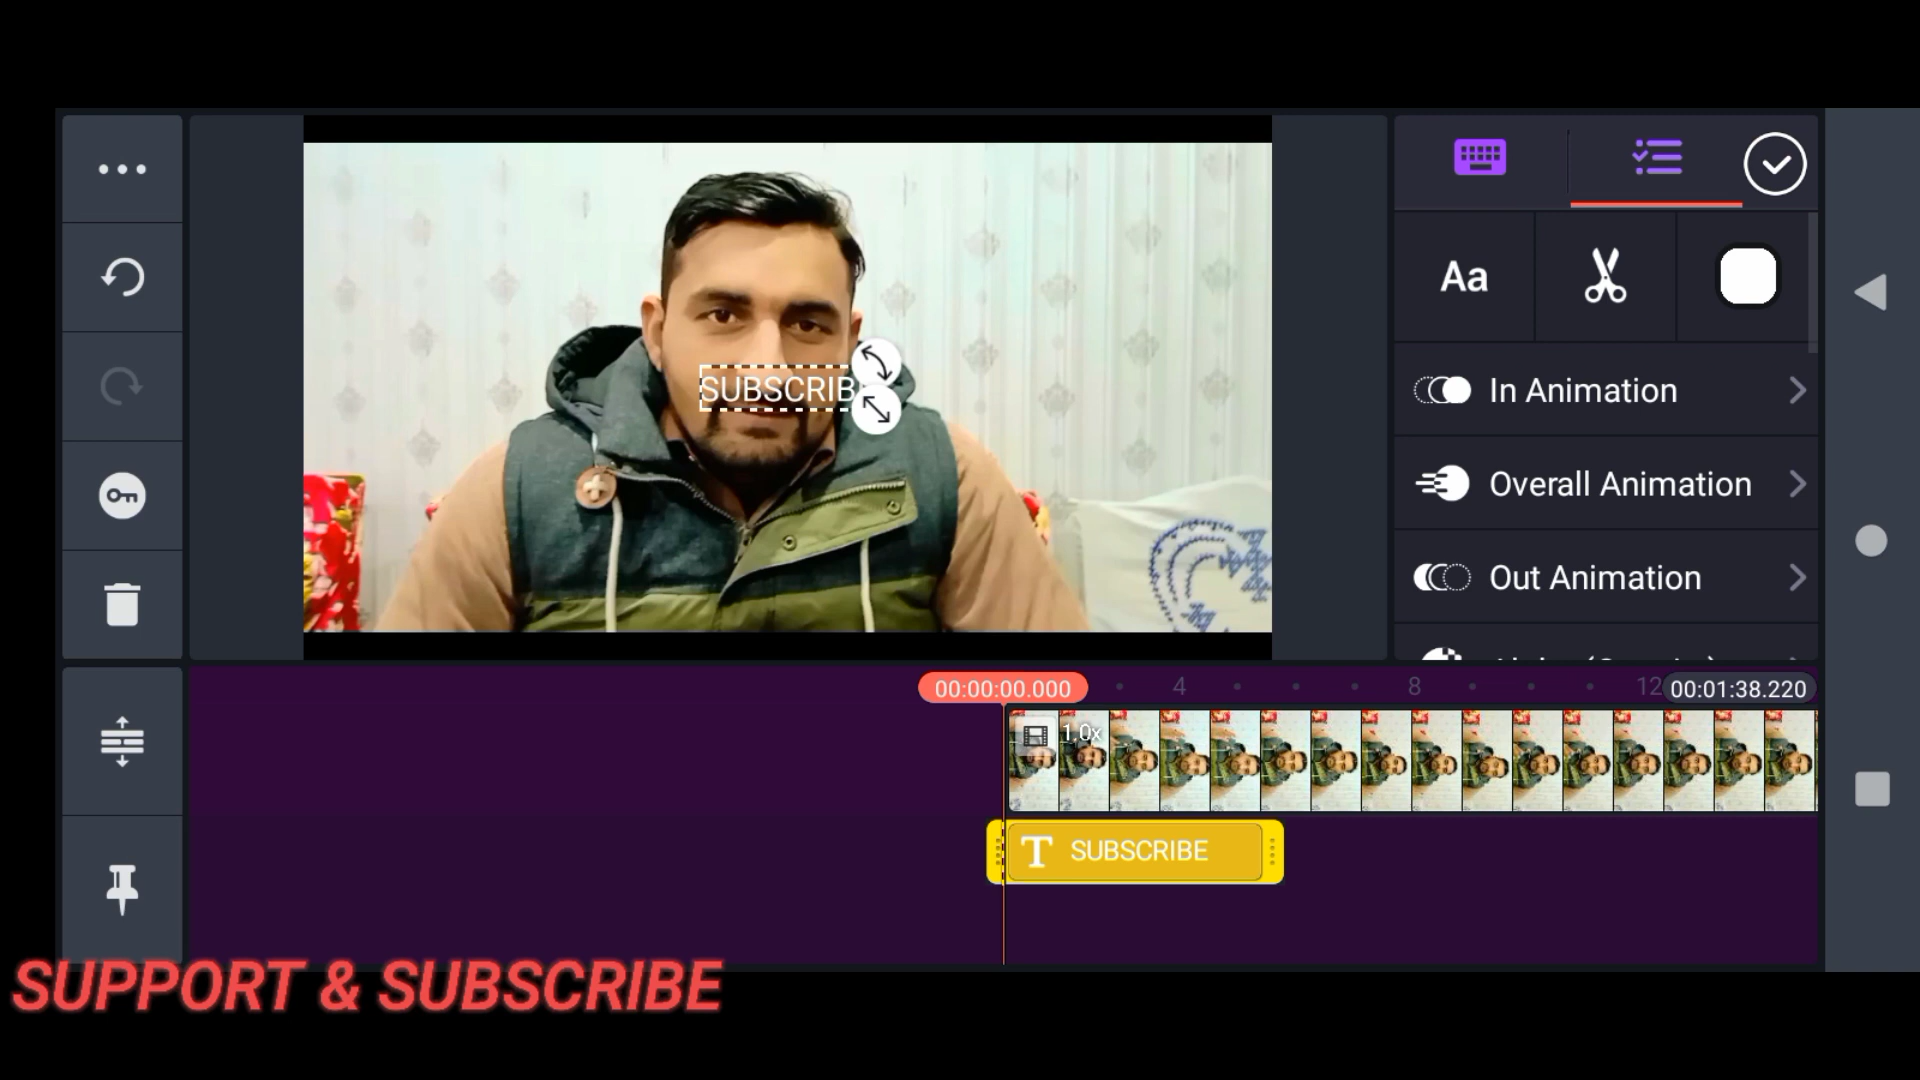 SUBSCRIB
Aa
In Animation
Overall Animation
Out Animation
00:00:00.000
4
8
12
00:01:38.220
1.0x
T SUBSCRIBE
SUPPORT & SUBSCRIBE